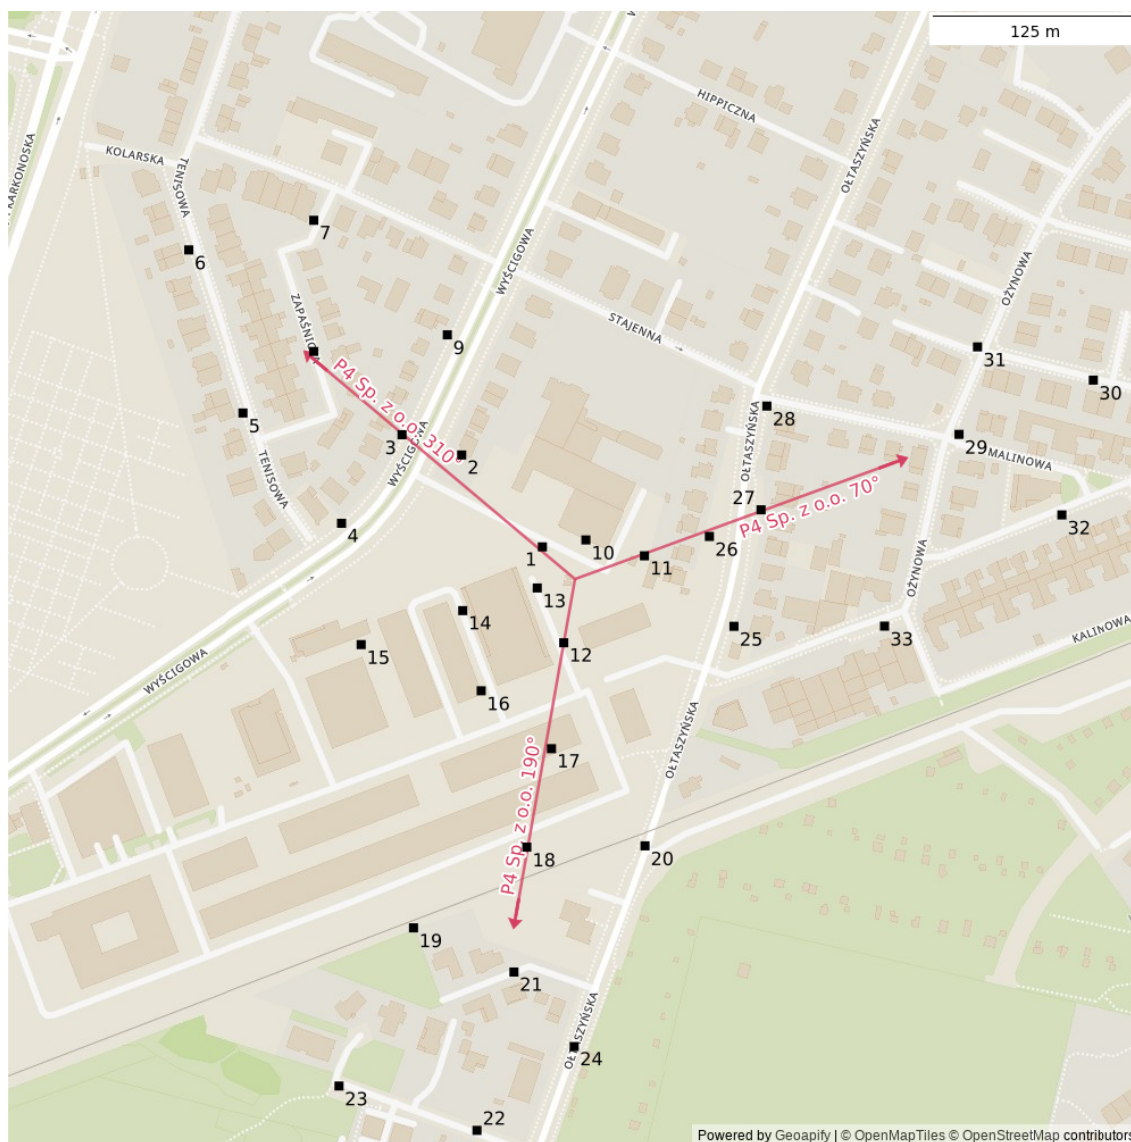 125 m
HIPPICZNA
OŁTASZYŃSKA
KARKONOSKA
KOLARSKA
TENISOWA
7
6
WYŚCIGOWA
OŻYNOWA
ZAPAŚNICZA
STAJENNA
9
31
30
P4 Sp. z o.o. 310°
5
3
2
28
29
MALINOWA
WYŚCIGOWA
OŁTASZYŃSKA
TENISOWA
27
P4 Sp. z o.o. 70°
4
32
1
10
26
11
OŻYNOWA
13
14
12
25
33
KALINOWA
15
WYŚCIGOWA
16
OŁTASZYŃSKA
17
P4 Sp. z o.o. 190°
18
20
19
21
OŁTASZYŃSKA
24
23
22
Powered by Geoapify | © OpenMapTiles © OpenStreetMap contributors